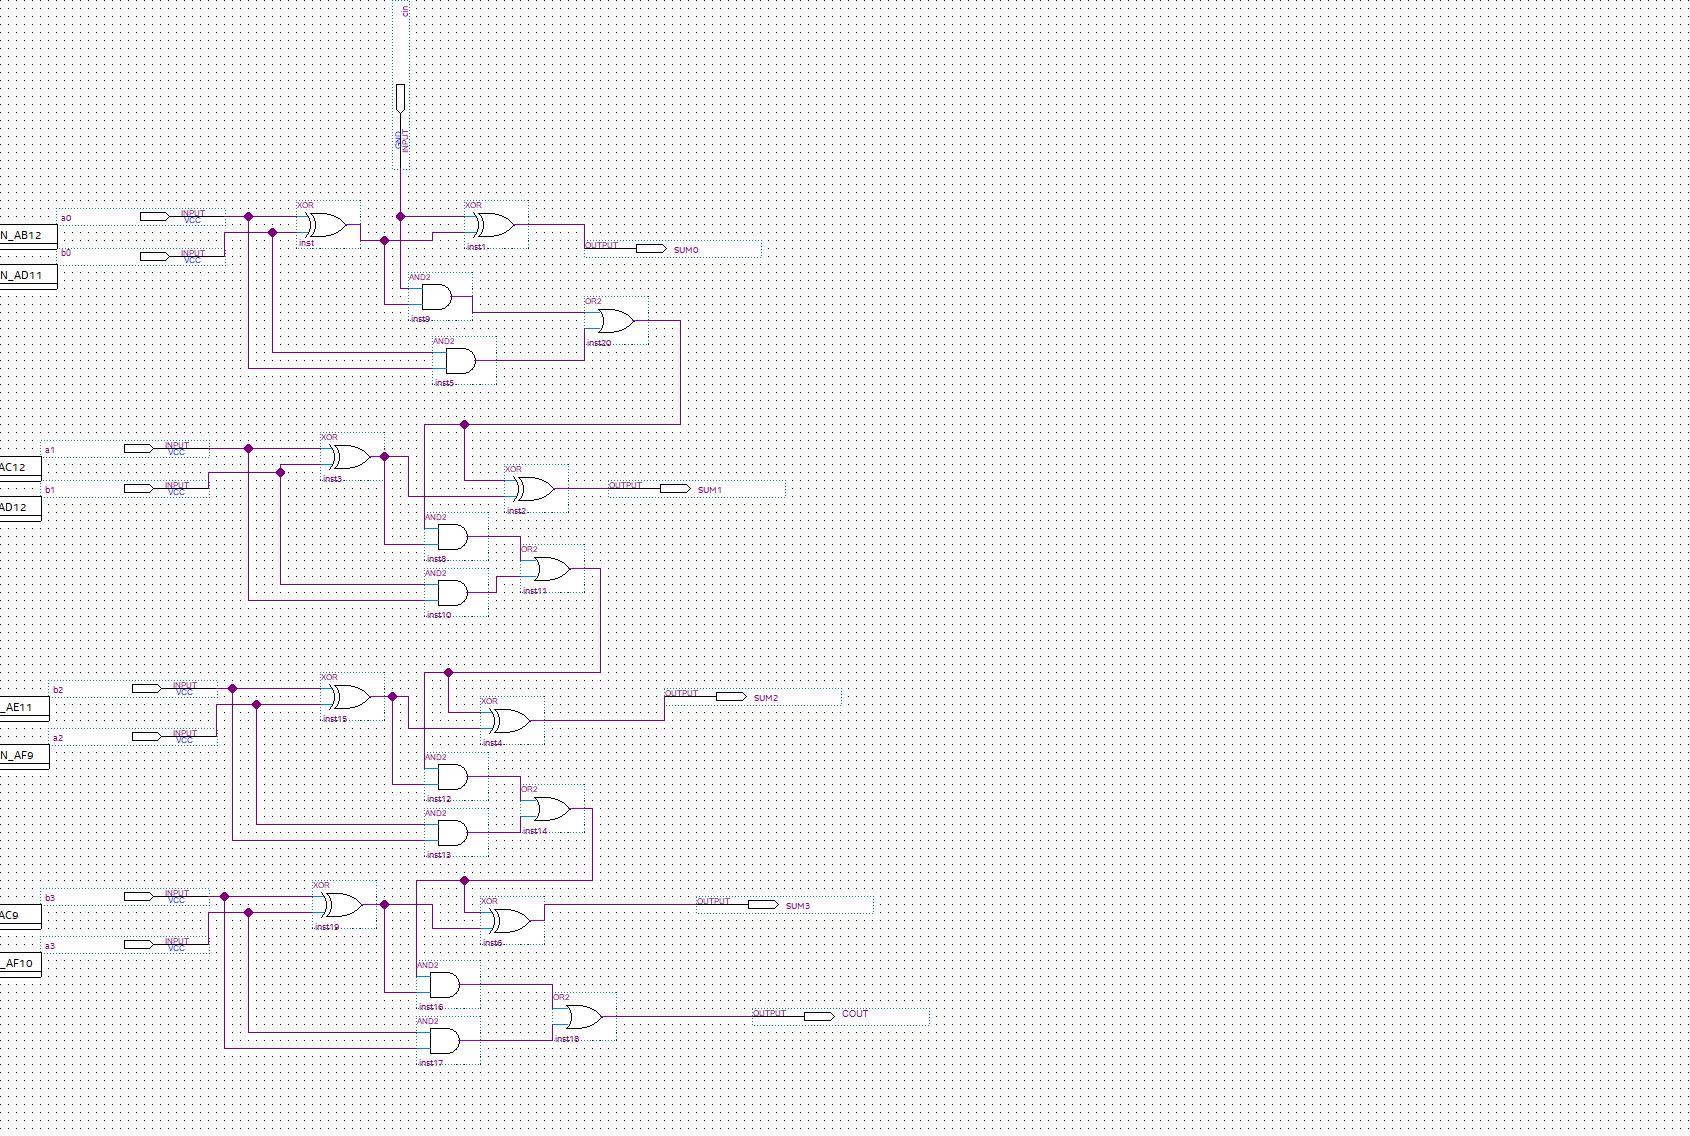 cin
GND
INPUT
a0
INPUT
VCC
XOR
inst
XOR
inst1
N_AB12
b0
INPUT
VCC
OUTPUT
SUM0
N_AD11
AND2
inst9
OR2
inst20
AND2
inst5
a1
INPUT
VCC
XOR
inst3
AC12
b1
INPUT
VCC
XOR
inst2
OUTPUT
SUM1
AD12
AND2
inst8
OR2
inst11
AND2
inst10
b2
INPUT
VCC
XOR
inst15
OUTPUT
SUM2
_AE11
XOR
inst4
a2
INPUT
VCC
N_AF9
AND2
inst12
OR2
inst14
AND2
inst13
b3
INPUT
VCC
XOR
inst19
XOR
inst6
OUTPUT
SUM3
AC9
a3
INPUT
VCC
_AF10
AND2
inst16
OR2
inst18
OUTPUT
COUT
AND2
inst17